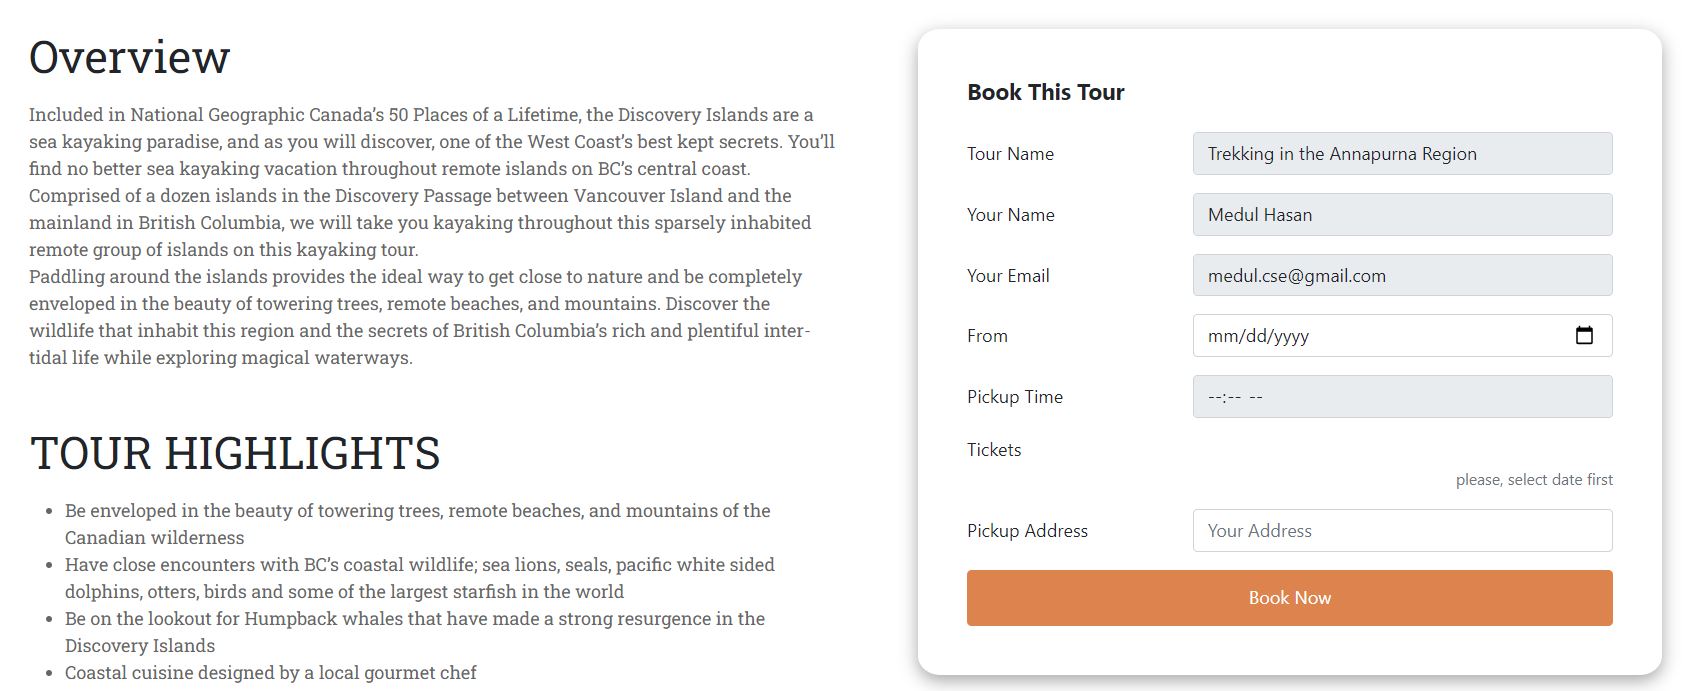 Overview
Included in National Geographic Canada’s 50 Places of a Lifetime, the Discovery Islands are a
sea kayaking paradise, and as you will discover, one of the West Coast’s best kept secrets. You’ll
find no better sea kayaking vacation throughout remote islands on BC’s central coast.
Comprised of a dozen islands in the Discovery Passage between Vancouver Island and the
mainland in British Columbia, we will take you kayaking throughout this sparsely inhabited
remote group of islands on this kayaking tour.
Paddling around the islands provides the ideal way to get close to nature and be completely
enveloped in the beauty of towering trees, remote beaches, and mountains. Discover the
wildlife that inhabit this region and the secrets of British Columbia’s rich and plentiful inter-
tidal life while exploring magical waterways.
TOUR HIGHLIGHTS
• Be enveloped in the beauty of towering trees, remote beaches, and mountains of the
Canadian wilderness
• Have close encounters with BC’s coastal wildlife; sea lions, seals, pacific white sided
dolphins, otters, birds and some of the largest starfish in the world
• Be on the lookout for Humpback whales that have made a strong resurgence in the
Discovery Islands
• Coastal cuisine designed by a local gourmet chef
Book This Tour
Tour Name Trekking in the Annapurna Region
Your Name Medul Hasan
Your Email medul.cse@gmail.com
From mm/dd/yyyy
Pickup Time --:-- --
Tickets
please, select date first
Pickup Address Your Address
Book Now